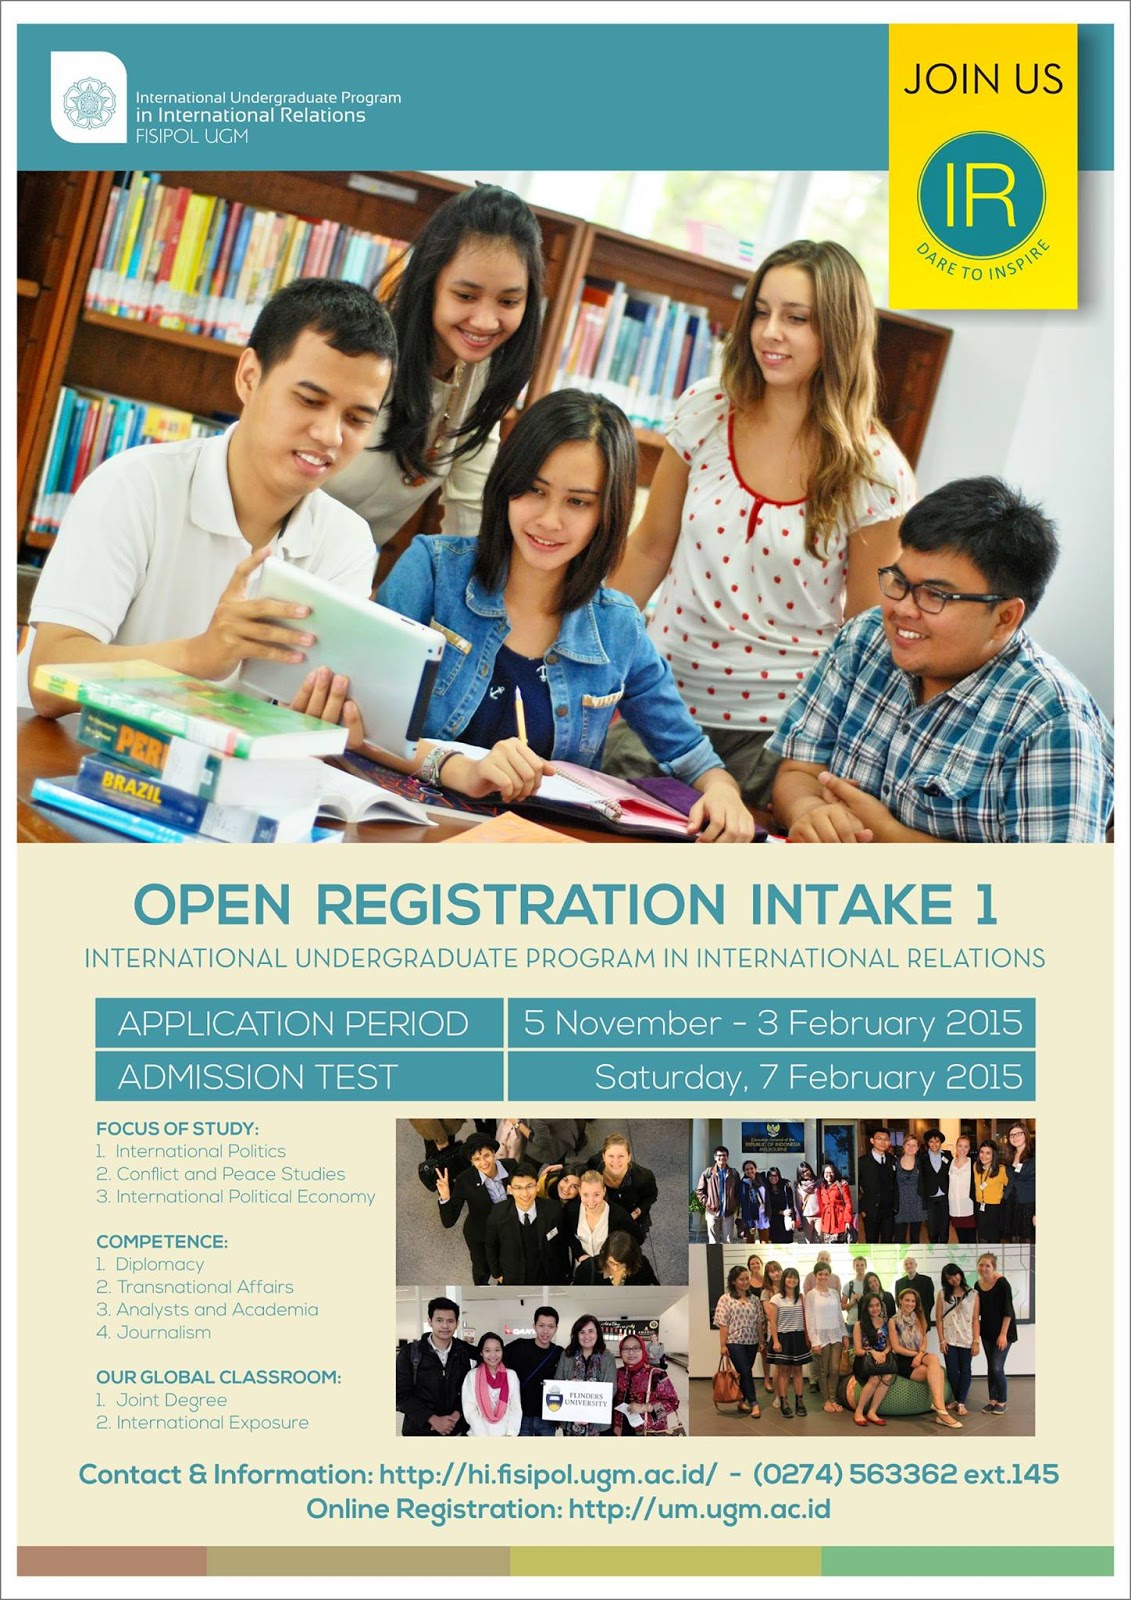 International Undergraduate Program
in International Relations
FISIPOL UGM
JOIN US
IR
DARE TO INSPIRE
PER
BRAZIL
OPEN REGISTRATION INTAKE 1
INTERNATIONAL UNDERGRADUATE PROGRAM IN INTERNATIONAL RELATIONS
APPLICATION PERIOD 5 November - 3 February 2015
ADMISSION TEST Saturday, 7 February 2015
FOCUS OF STUDY:
1. International Politics
2. Conflict and Peace Studies
3. International Political Economy
COMPETENCE:
1. Diplomacy
2. Transnational Affairs
3. Analysts and Academia
4. Journalism
OUR GLOBAL CLASSROOM:
1. Joint Degree
2. International Exposure
REPUBLIC OF INDONESIA
MELBOURNE
FLINDERS
UNIVERSITY
Contact & Information: http://hi.fisipol.ugm.ac.id/ - (0274) 563362 ext.145
Online Registration: http://um.ugm.ac.id